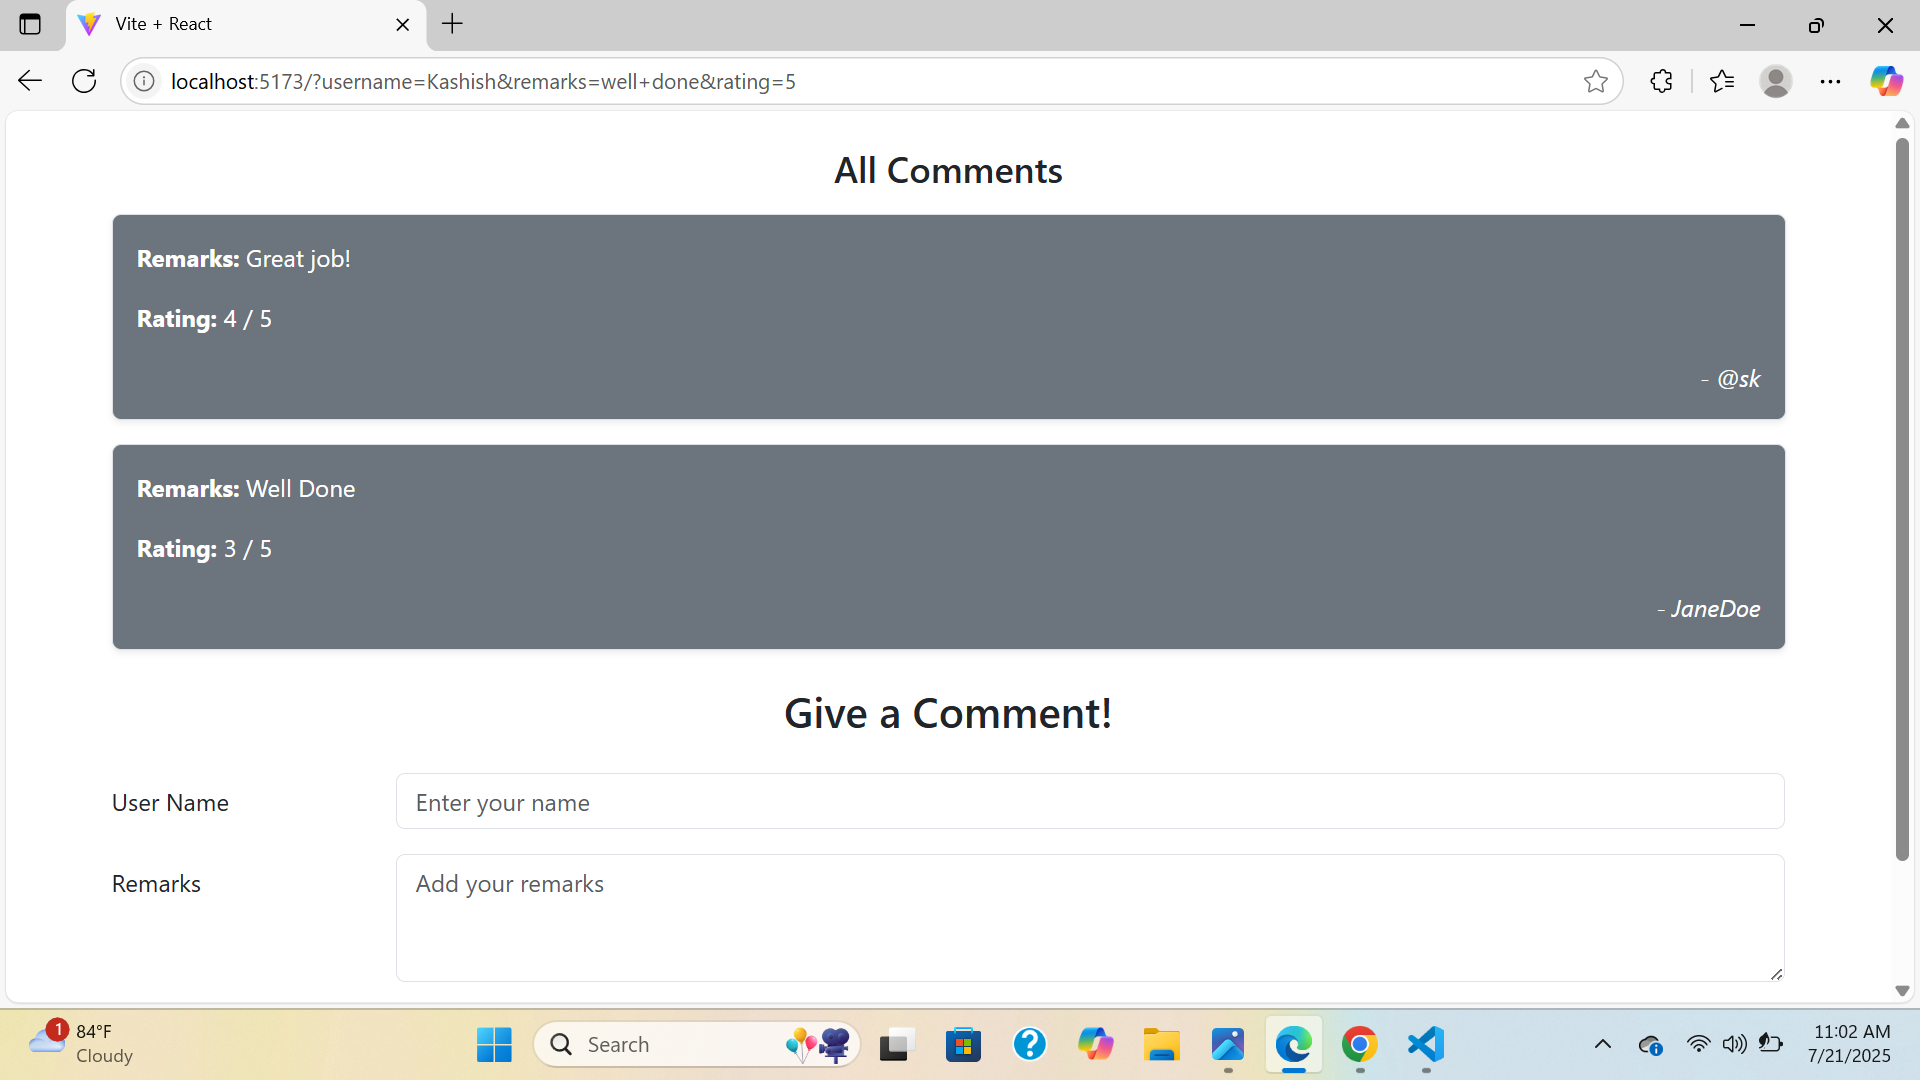 Vite + React
localhost:5173/?username=Kashish&remarks=well+done&rating=5
All Comments
Remarks: Great job!
Rating: 4 / 5
- @sk
Remarks: Well Done
Rating: 3 / 5
- JaneDoe
Give a Comment!
User Name
Enter your name
Remarks
Add your remarks
1
84°F
Cloudy
Search
11:02 AM
7/21/2025